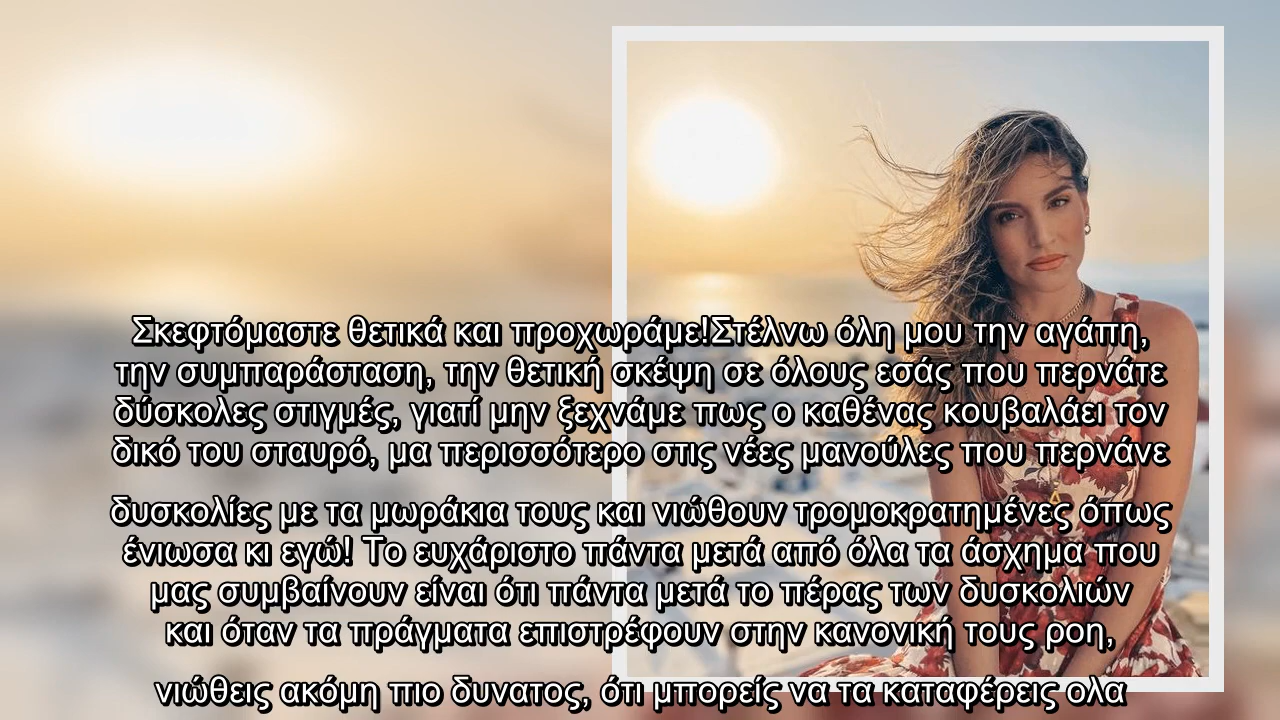 Σκεφτόμαστε θετικά και προχωράμε!Στέλνω όλη μου την αγάπη,
την συμπαράσταση, την θετική σκέψη σε όλους εσάς που περνάτε
δύσκολες στιγμές, γιατί μην ξεχνάμε πως ο καθένας κουβαλάει τον
δικό του σταυρό, μα περισσότερο στις νέες μανούλες που περνάνε
δυσκολίες με τα μωράκια τους και νιώθουν τρομοκρατημένες όπως
ένιωσα κι εγώ! Το ευχάριστο πάντα μετά από όλα τα άσχημα που
μας συμβαίνουν είναι ότι πάντα μετά το πέρας των δυσκολιών
και όταν τα πράγματα επιστρέφουν στην κανονική τους ροη,
νιώθεις ακόμη πιο δυνατος, ότι μπορείς να τα καταφέρεις ολα